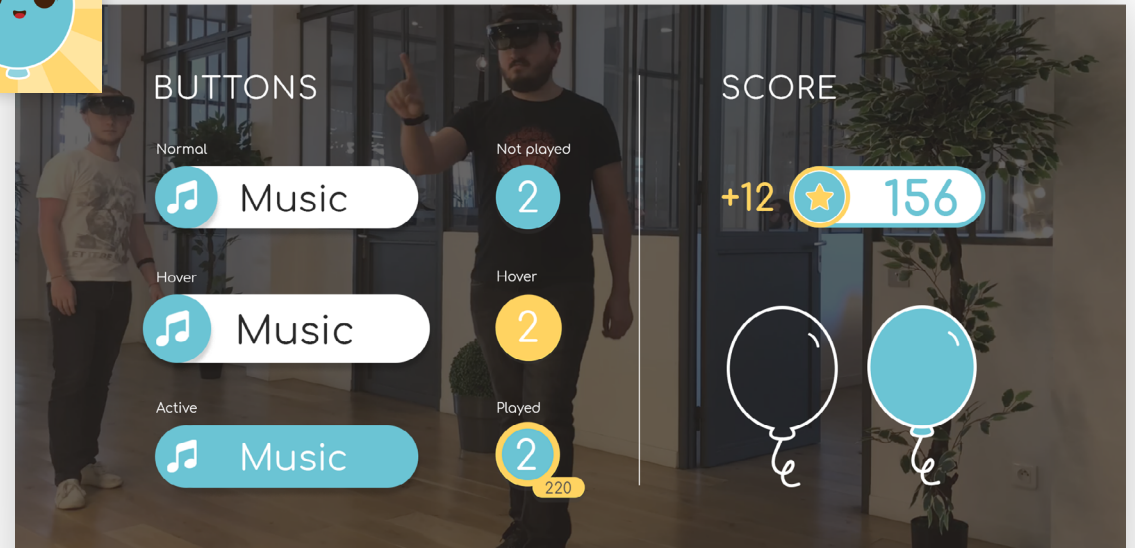 BUTTONS
Normal
Music
Not played
2
Hover
Music
Hover
2
Active
Music
Played
2
220
SCORE
+12
156